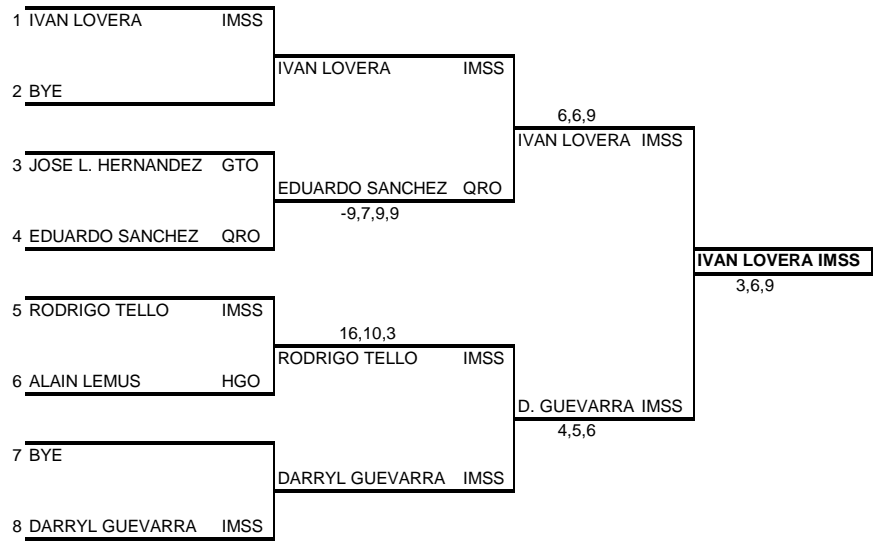 1 IVAN LOVERA IMSS
IVAN LOVERA IMSS
2 BYE
6,6,9
IVAN LOVERA IMSS
3 JOSE L. HERNANDEZ GTO
EDUARDO SANCHEZ QRO
-9,7,9,9
4 EDUARDO SANCHEZ QRO
IVAN LOVERA IMSS
3,6,9
5 RODRIGO TELLO IMSS
16,10,3
RODRIGO TELLO IMSS
6 ALAIN LEMUS HGO
D. GUEVARRA IMSS
4,5,6
7 BYE
DARRYL GUEVARRA IMSS
8 DARRYL GUEVARRA IMSS